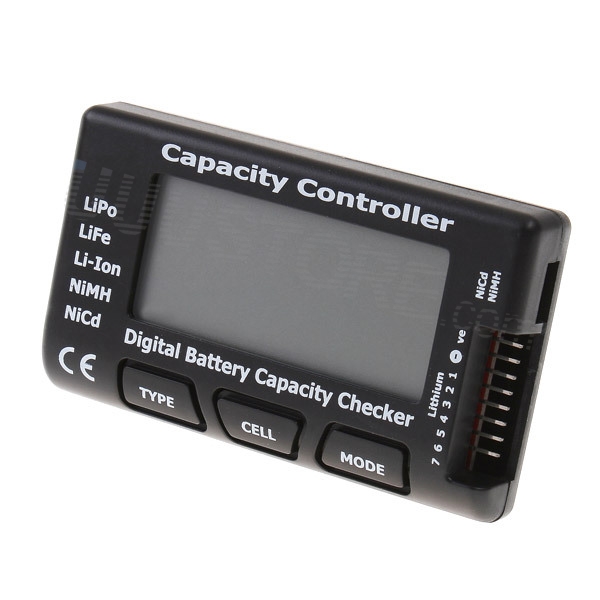 Capacity Controller
LiPo
LiFe
Li-Ion
NiMH
NiCd
CE
Digital Battery Capacity Checker
TYPE
CELL
MODE
NiCd
NiMH
Lithium
7 6 5 4 3 2 1 - ve